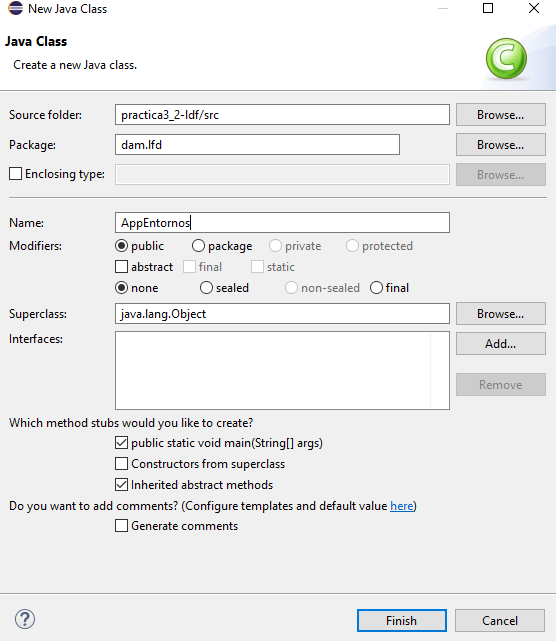 New Java Class
Java Class
Create a new Java class.
C
Source folder: practica3_2-ldf/src Browse...
Package: dam.lfd Browse...
Enclosing type: Browse...
Name: AppEntornos
Modifiers: public package private protected
abstract final static
none sealed non-sealed final
Superclass: java.lang.Object Browse...
Interfaces: Add...
Remove
Which method stubs would you like to create?
public static void main(String[] args)
Constructors from superclass
Inherited abstract methods
Do you want to add comments? (Configure templates and default value here)
Generate comments
? Finish Cancel